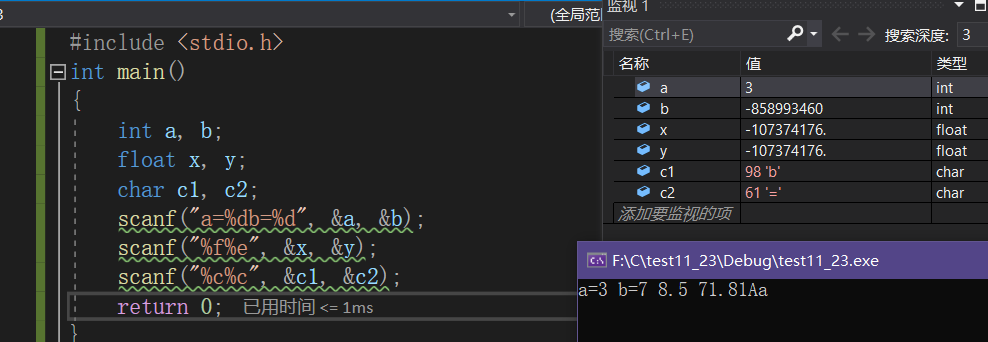 3
(全局范围
#include <stdio.h>
int main()
{
int a, b;
float x, y;
char c1, c2;
scanf("a=%db=%d", &a, &b);
scanf("%f%e", &x, &y);
scanf("%c%c", &c1, &c2);
return 0; 已用时间 <= 1ms
}
监视 1
搜索(Ctrl+E) 搜索深度: 3
名称 值 类型
a 3 int
b -858993460 int
x -107374176. float
y -107374176. float
c1 98 'b' char
c2 61 '=' char
添加要监视的项
F:\C\test11_23\Debug\test11_23.exe
a=3 b=7 8.5 71.81Aa